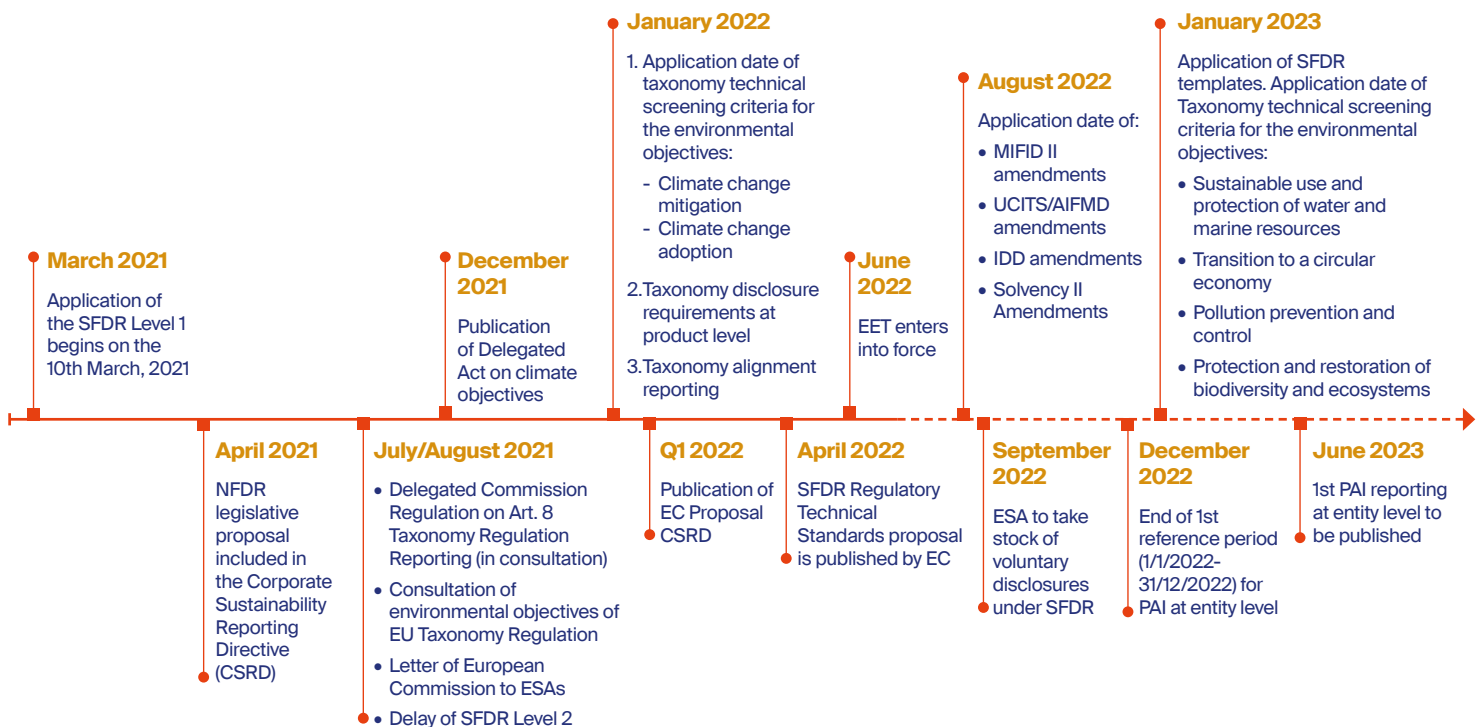 March 2021
Application of
the SFDR Level 1
begins on the
10th March, 2021
April 2021
NFDR
legislative
proposal
included in
the Corporate
Sustainability
Reporting
Directive
(CSRD)
July/August 2021
• Delegated Commission
Regulation on Art. 8
Taxonomy Regulation
Reporting (in consultation)
• Consultation of
environmental objectives of
EU Taxonomy Regulation
• Letter of European
Commission to ESAs
• Delay of SFDR Level 2
December
2021
Publication
of Delegated
Act on climate
objectives
January 2022
1. Application date of
taxonomy technical
screening criteria for
the environmental
objectives:
- Climate change
mitigation
- Climate change
adoption
2.Taxonomy disclosure
requirements at
product level
3.Taxonomy alignment
reporting
Q1 2022
Publication of
EC Proposal
CSRD
April 2022
SFDR Regulatory
Technical
Standards proposal
is published by EC
June
2022
EET enters
into force
August 2022
Application date of:
• MIFID II
amendments
• UCITS/AIFMD
amendments
• IDD amendments
• Solvency II
Amendments
September
2022
ESA to take
stock of
voluntary
disclosures
under SFDR
December
2022
End of 1st
reference period
(1/1/2022-
31/12/2022) for
PAI at entity level
January 2023
Application of SFDR
templates. Application date of
Taxonomy technical screening
criteria for the environmental
objectives:
• Sustainable use and
protection of water and
marine resources
• Transition to a circular
economy
• Pollution prevention and
control
• Protection and restoration of
biodiversity and ecosystems
June 2023
1st PAI reporting
at entity level to
be published